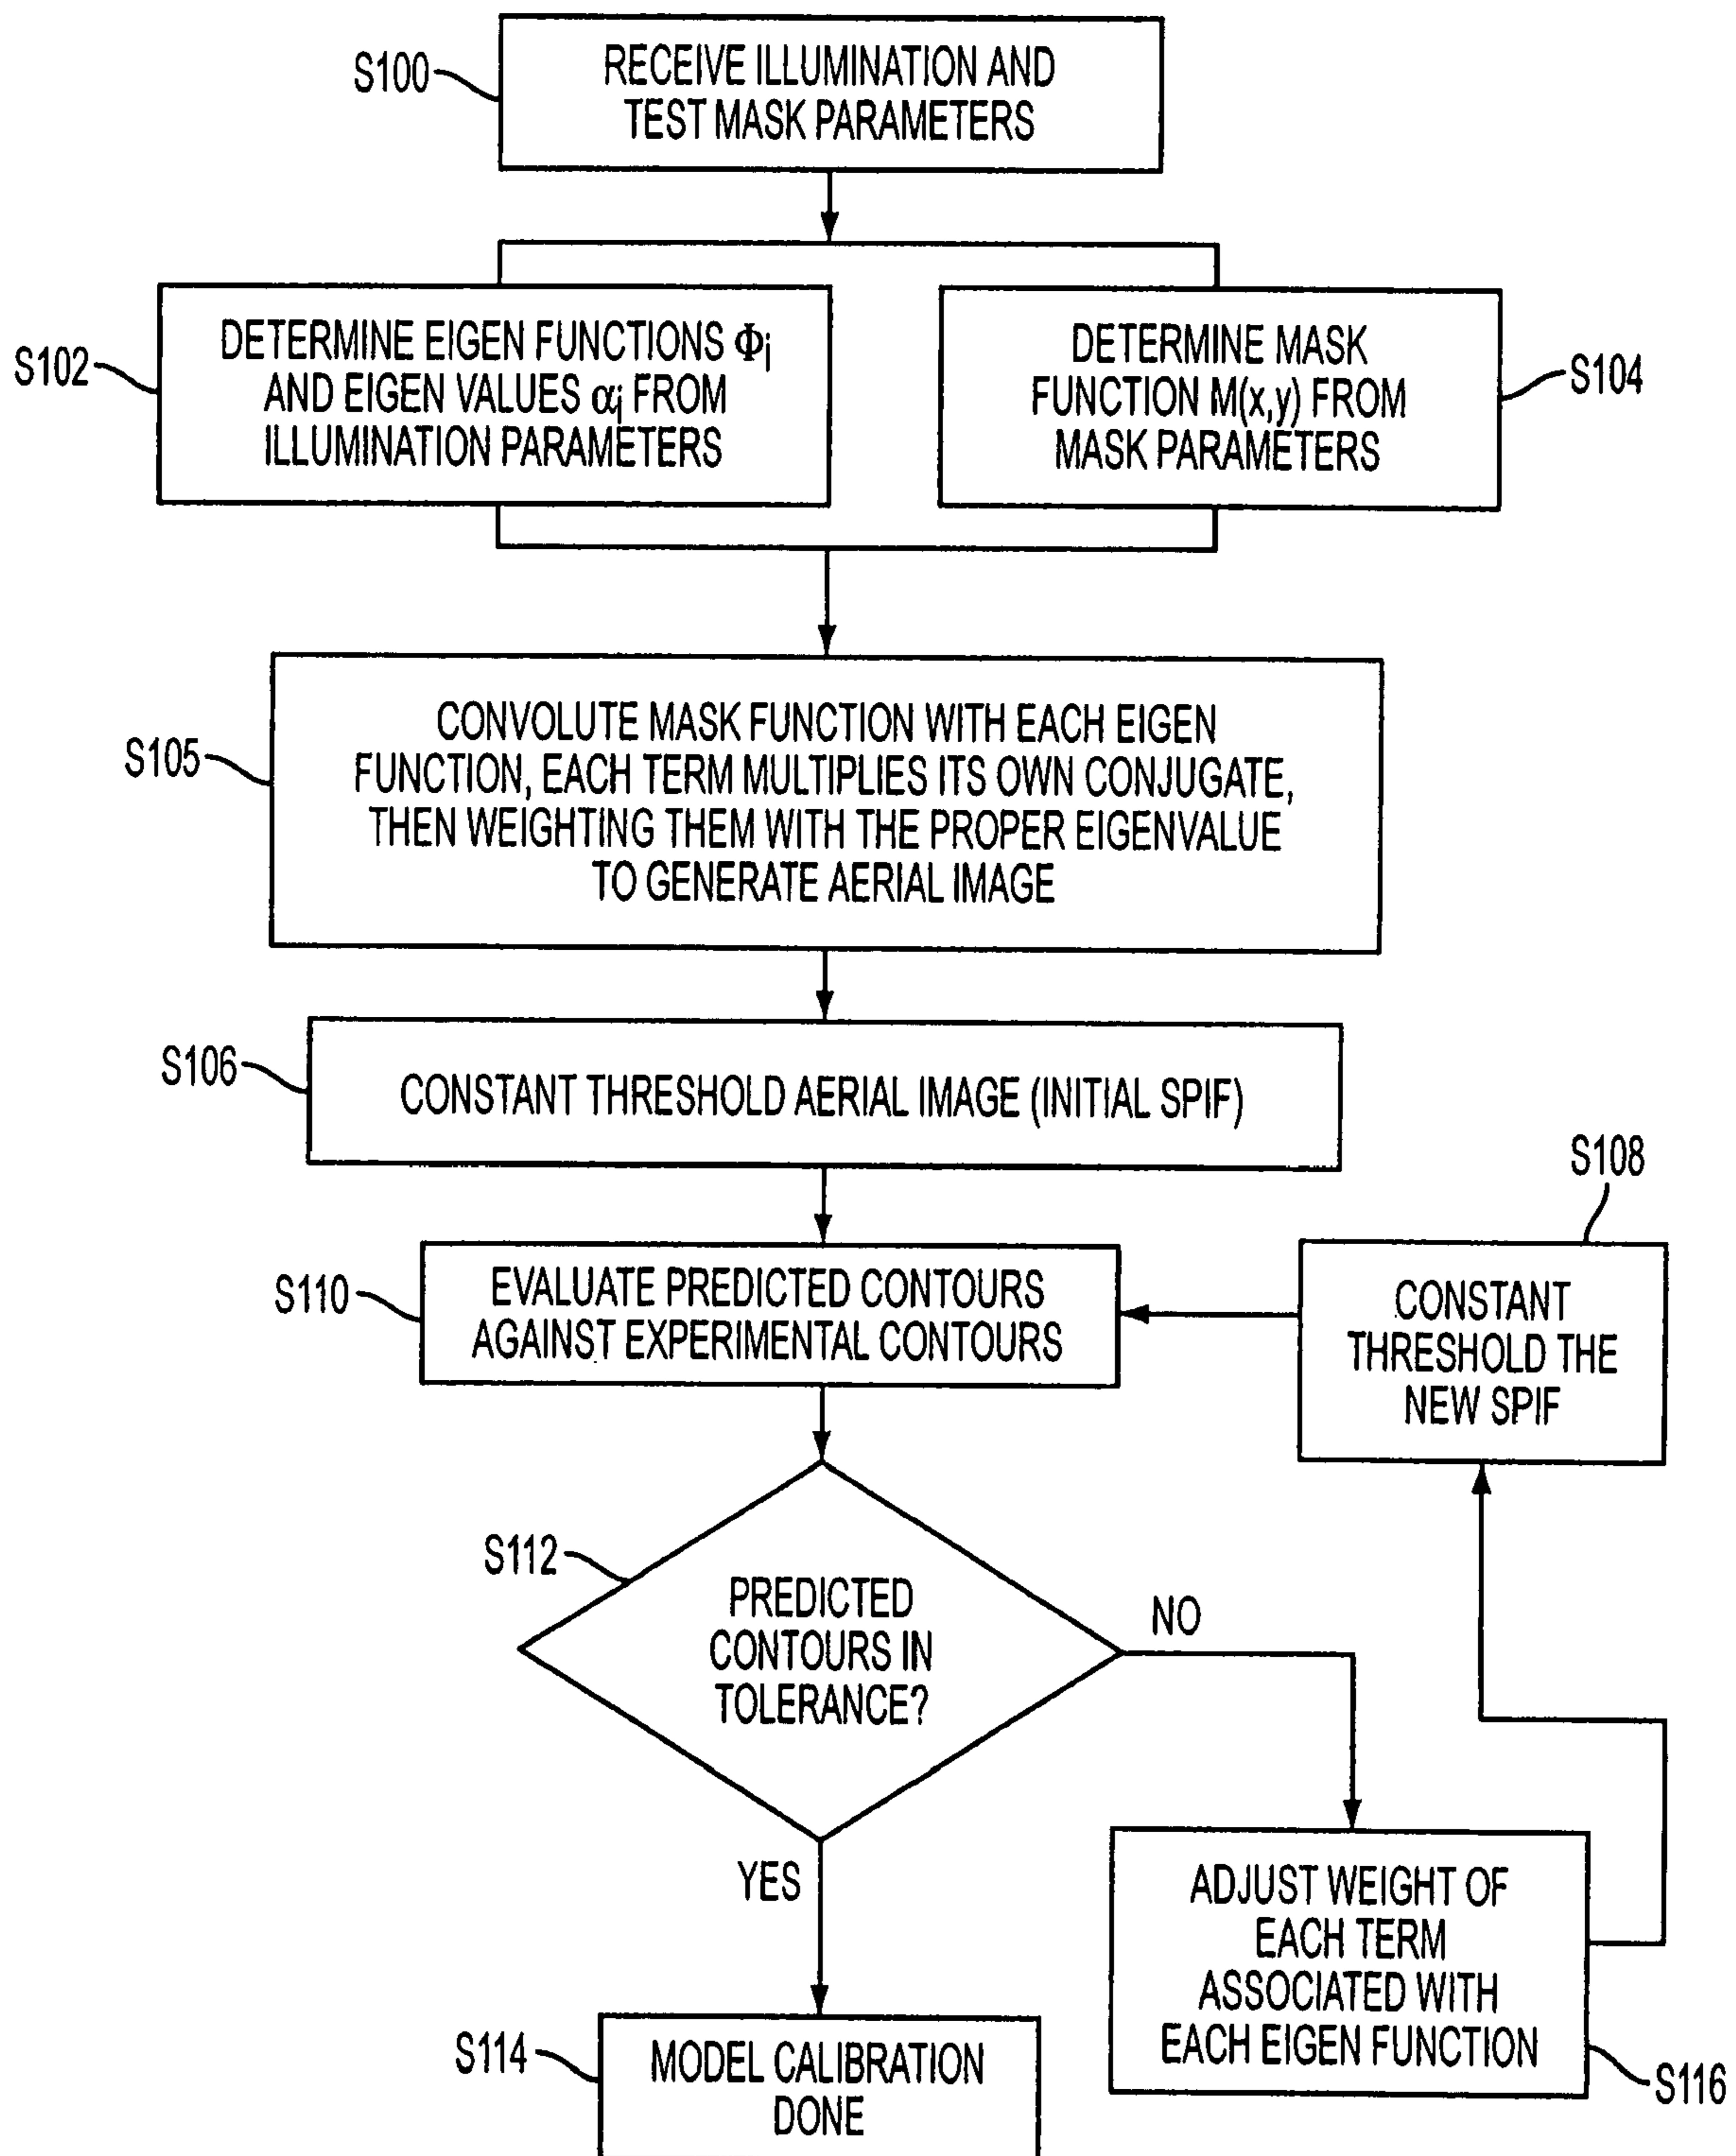 S100
RECEIVE ILLUMINATION AND
TEST MASK PARAMETERS
S102
DETERMINE EIGEN FUNCTIONS Φi
AND EIGEN VALUES αi FROM
ILLUMINATION PARAMETERS
DETERMINE MASK
FUNCTION M(x,y) FROM
MASK PARAMETERS
S104
S105
CONVOLUTE MASK FUNCTION WITH EACH EIGEN
FUNCTION, EACH TERM MULTIPLIES ITS OWN CONJUGATE,
THEN WEIGHTING THEM WITH THE PROPER EIGENVALUE
TO GENERATE AERIAL IMAGE
S106
CONSTANT THRESHOLD AERIAL IMAGE (INITIAL SPIF)
S108
CONSTANT
THRESHOLD THE
NEW SPIF
S110
EVALUATE PREDICTED CONTOURS
AGAINST EXPERIMENTAL CONTOURS
S112
PREDICTED
CONTOURS IN
TOLERANCE?
NO
YES
ADJUST WEIGHT OF
EACH TERM
ASSOCIATED WITH
EACH EIGEN FUNCTION
S116
S114
MODEL CALIBRATION
DONE